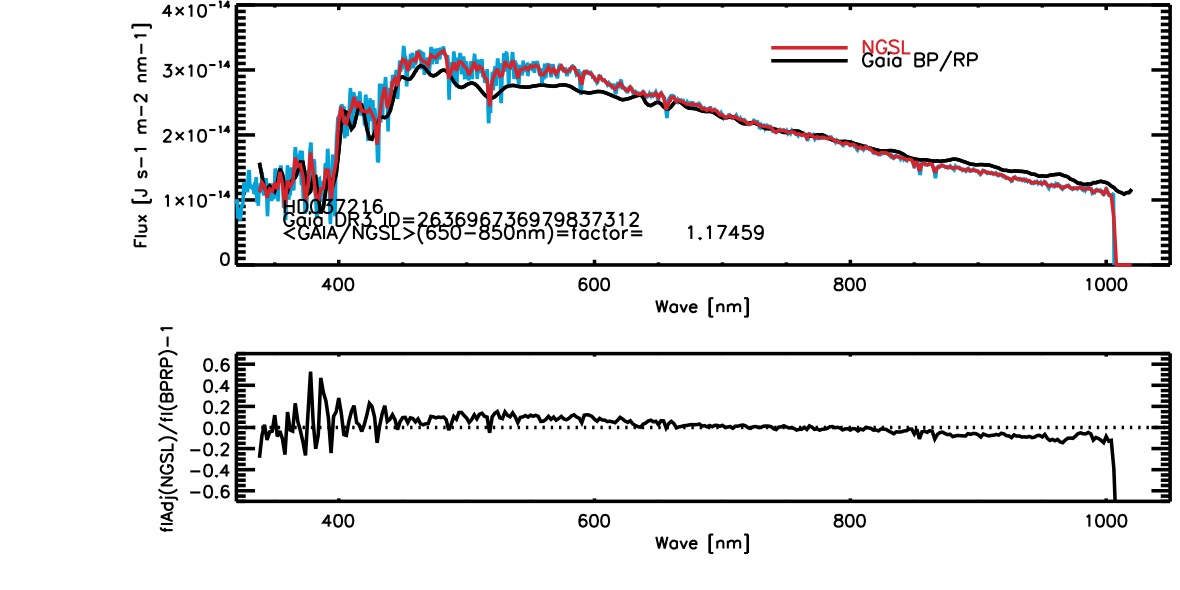 4×10−14
3×10−14
2×10−14
1×10−14
0
Flux [J s−1 m−2 nm−1]
NGSL
Gaia BP/RP
HD037216
Gaia DR3 ID=263696736979837312
<GAIA/NGSL>(650−850nm)=factor= 1.17459
400 600 800 1000
Wave [nm]
0.6
0.4
0.2
0.0
−0.2
−0.4
−0.6
flAdj(NGSL)/fl(BPRP)−1
400 600 800 1000
Wave [nm]